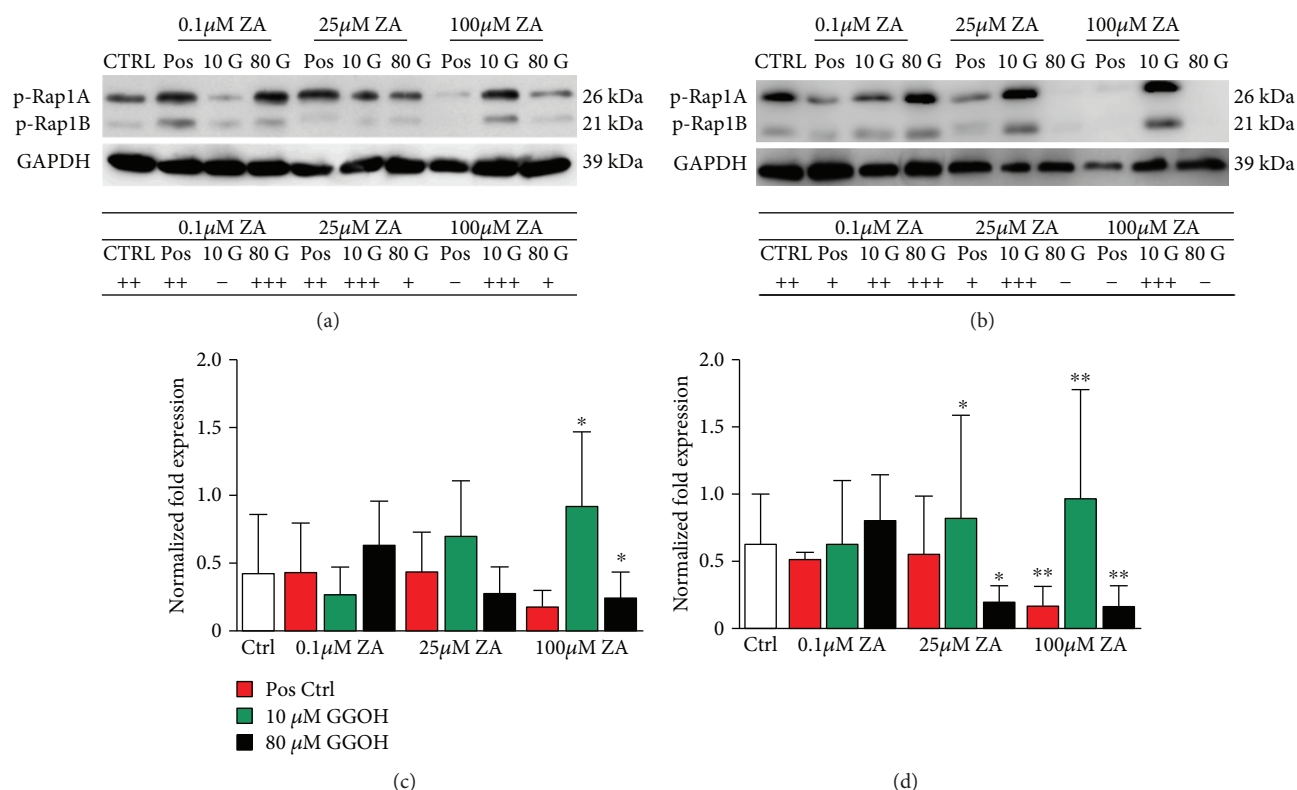 0.1μM ZA 25μM ZA 100μM ZA
CTRL Pos 10 G 80 G Pos 10 G 80 G Pos 10 G 80 G
p-Rap1A 26 kDa
p-Rap1B 21 kDa
GAPDH 39 kDa
0.1μM ZA 25μM ZA 100μM ZA
CTRL Pos 10 G 80 G Pos 10 G 80 G Pos 10 G 80 G
++ ++ − +++ ++ +++ + − +++ +
(a)
0.1μM ZA 25μM ZA 100μM ZA
CTRL Pos 10 G 80 G Pos 10 G 80 G Pos 10 G 80 G
p-Rap1A 26 kDa
p-Rap1B 21 kDa
GAPDH 39 kDa
0.1μM ZA 25μM ZA 100μM ZA
CTRL Pos 10 G 80 G Pos 10 G 80 G Pos 10 G 80 G
++ + ++ +++ + +++ − − +++ −
(b)
Normalized fold expression
2.0
1.5
1.0
0.5
0
* *
Ctrl 0.1μM ZA 25μM ZA 100μM ZA
Pos Ctrl
10 μM GGOH
80 μM GGOH
(c)
Normalized fold expression
2.0
1.5
1.0
0.5
0
* * ** ** **
Ctrl 0.1μM ZA 25μM ZA 100μM ZA
(d)